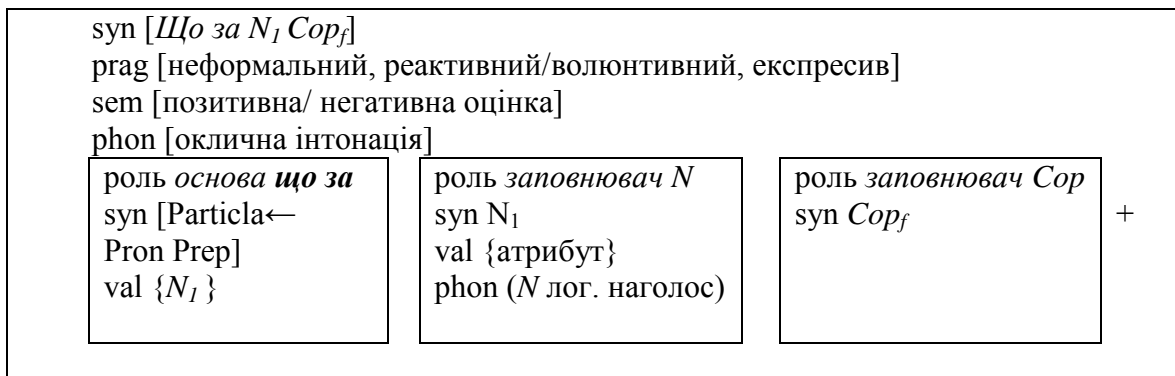 syn [Що за N₁ Cop_f]
prag [неформальний, реактивний/волюнтивний, експресив]
sem [позитивна/ негативна оцінка]
phon [оклична інтонація]
роль основа що за
syn [Particla←
Pron Prep]
val {N₁ }
роль заповнювач N
syn N₁
val {атрибут}
phon (N лог. наголос)
роль заповнювач Cop
syn Cop_f
+